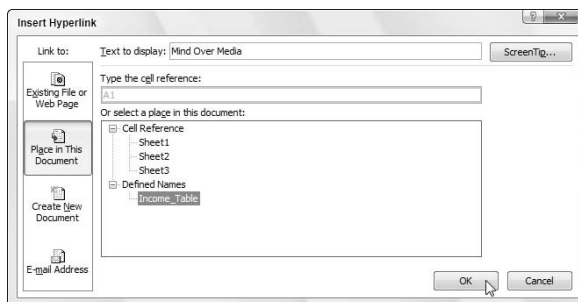 Insert Hyperlink
Link to:
Text to display: Mind Over Media
ScreenTip...
Existing File or
Web Page
Type the cell reference:
A1
Or select a place in this document:
Place in This
Document
Cell Reference
Sheet1
Sheet2
Sheet3
Defined Names
Income_Table
Create New
Document
E-mail Address
OK
Cancel